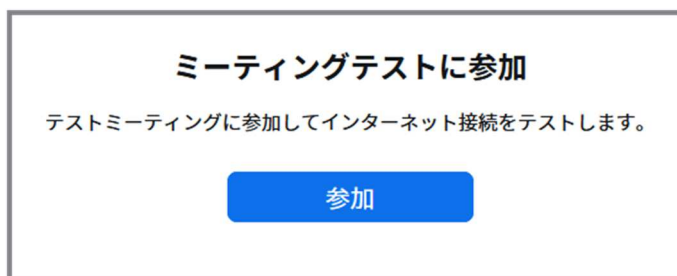 ミーティングテストに参加
テストミーティングに参加してインターネット接続をテストします。
参加